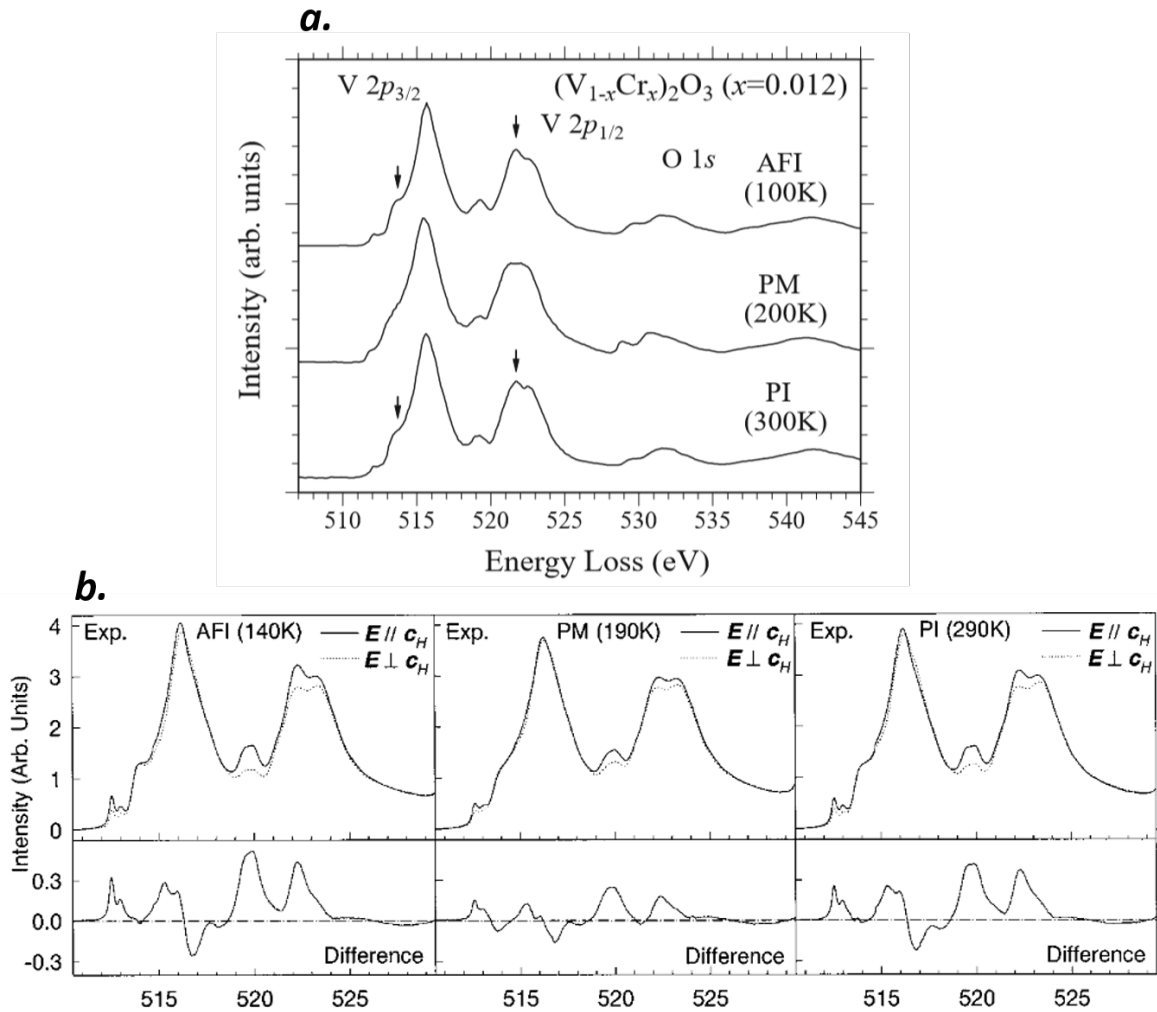 a.
V 2p3/2
(V1-xCrx)2O3 (x=0.012)
V 2p1/2
O 1s
AFI
(100K)
PM
(200K)
PI
(300K)
Intensity (arb. units)
510 515 520 525 530 535 540 545
Energy Loss (eV)
b.
Exp. AFI (140K) E // cH
E ⊥ cH
Exp. PM (190K) E // cH
E ⊥ cH
Exp. PI (290K) E // cH
E ⊥ cH
4
3
2
1
0
Intensity (Arb. Units)
0.3
0.0
-0.3
Difference
Difference
Difference
515 520 525
515 520 525
515 520 525